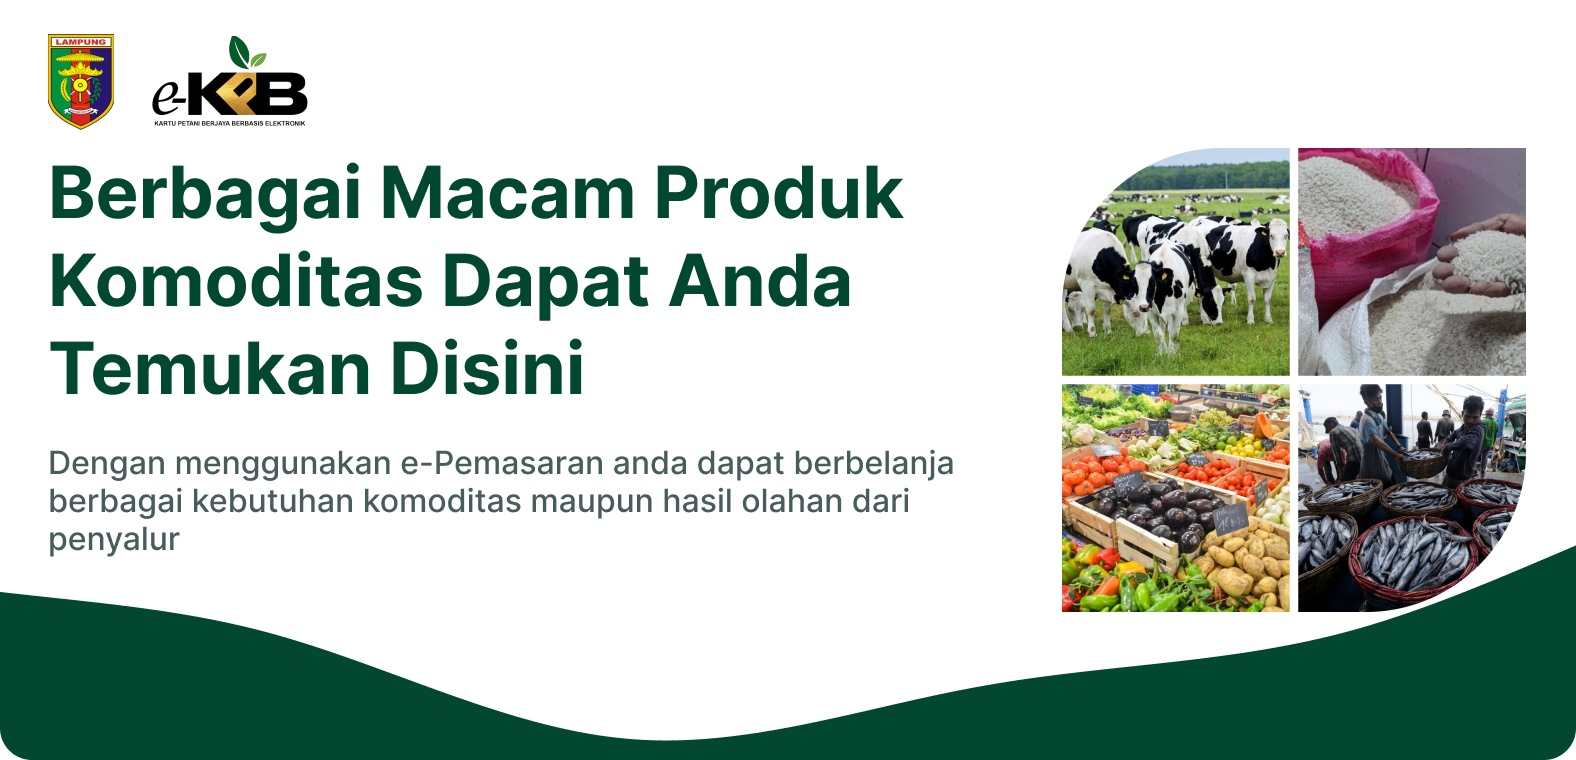 LAMPUNG
e-KPB
KARTU PETANI BERJAYA BERBASIS ELEKTRONIK
Berbagai Macam Produk
Komoditas Dapat Anda
Temukan Disini
Dengan menggunakan e-Pemasaran anda dapat berbelanja
berbagai kebutuhan komoditas maupun hasil olahan dari
penyalur